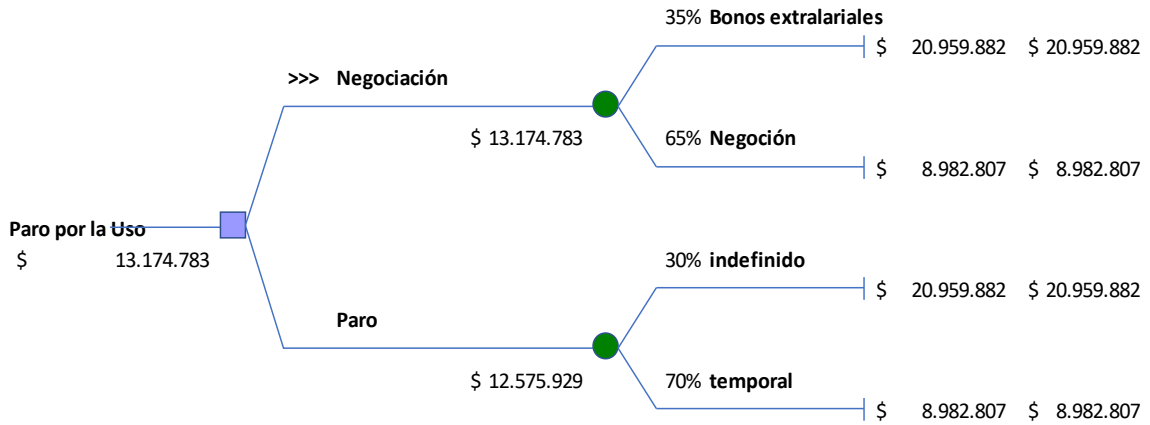 35% Bonos extralariales
$ 20.959.882 $ 20.959.882
>>> Negociación
$ 13.174.783
65% Negoción
$ 8.982.807 $ 8.982.807
Paro por la Uso
$ 13.174.783
30% indefinido
$ 20.959.882 $ 20.959.882
Paro
$ 12.575.929
70% temporal
$ 8.982.807 $ 8.982.807